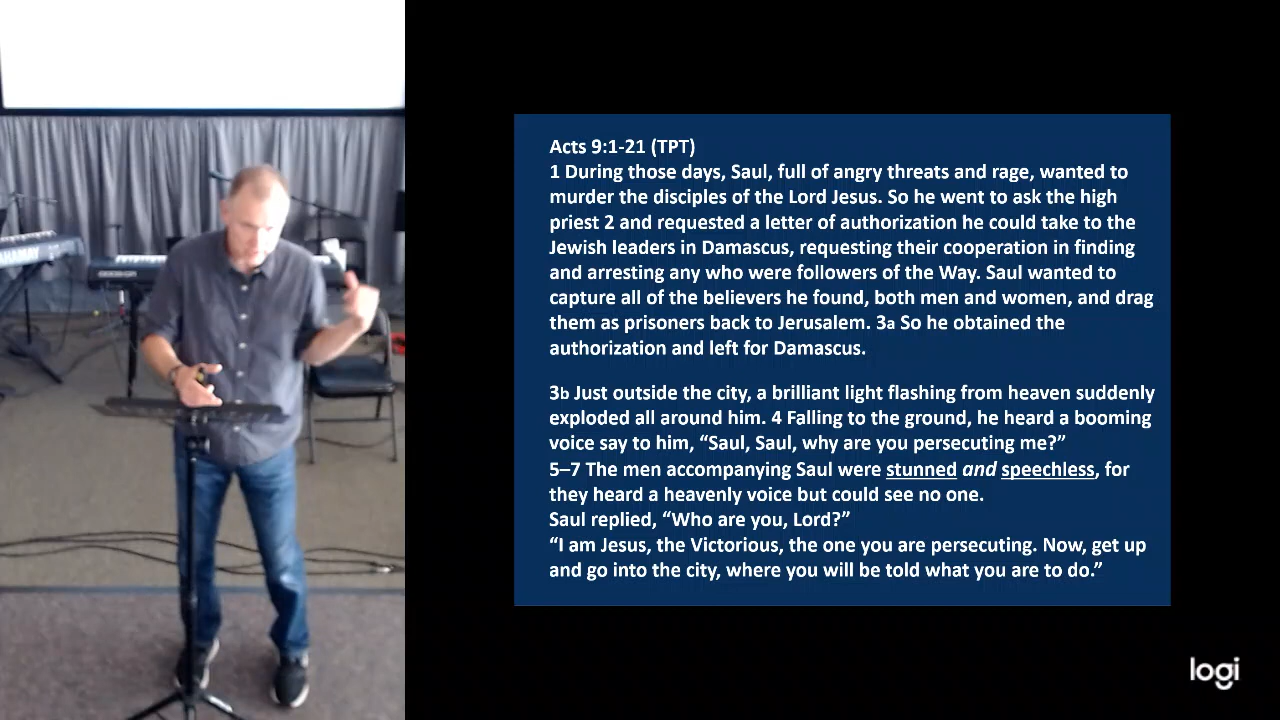 Acts 9:1-21 (TPT)
1 During those days, Saul, full of angry threats and rage, wanted to
murder the disciples of the Lord Jesus. So he went to ask the high
priest 2 and requested a letter of authorization he could take to the
Jewish leaders in Damascus, requesting their cooperation in finding
and arresting any who were followers of the Way. Saul wanted to
capture all of the believers he found, both men and women, and drag
them as prisoners back to Jerusalem. 3a So he obtained the
authorization and left for Damascus.
3b Just outside the city, a brilliant light flashing from heaven suddenly
exploded all around him. 4 Falling to the ground, he heard a booming
voice say to him, “Saul, Saul, why are you persecuting me?”
5–7 The men accompanying Saul were stunned and speechless, for
they heard a heavenly voice but could see no one.
Saul replied, “Who are you, Lord?”
“I am Jesus, the Victorious, the one you are persecuting. Now, get up
and go into the city, where you will be told what you are to do.”
logi